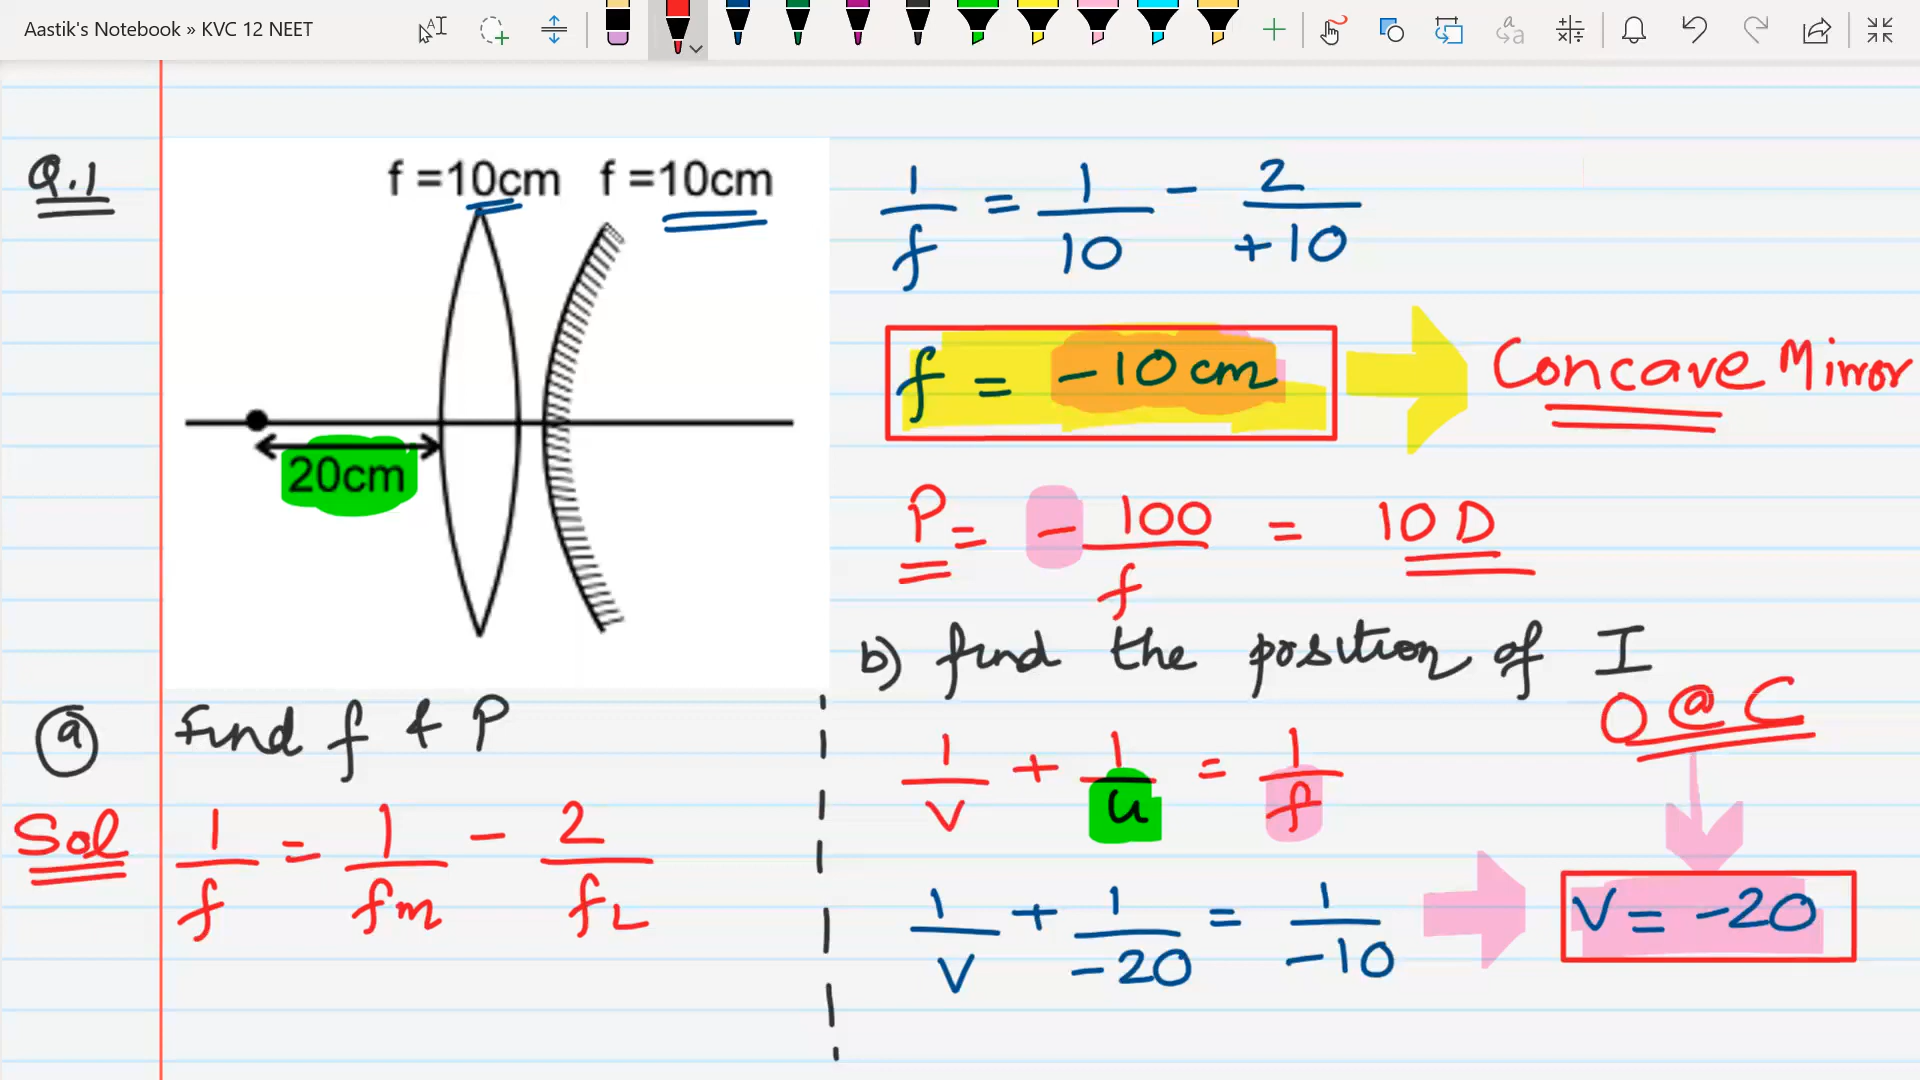 Aastik's Notebook » KVC 12 NEET
Q.1
f =10cm f =10cm
20cm
(a) Find f & P
Sol 1/f = 1/fm - 2/fL
1/f = 1/10 - 2/+10
f = -10 cm
Concave Mirror
P = - 100/f = 10 D
b) find the position of I
O @ C
1/v + 1/u = 1/f
1/v + 1/-20 = 1/-10
V = -20